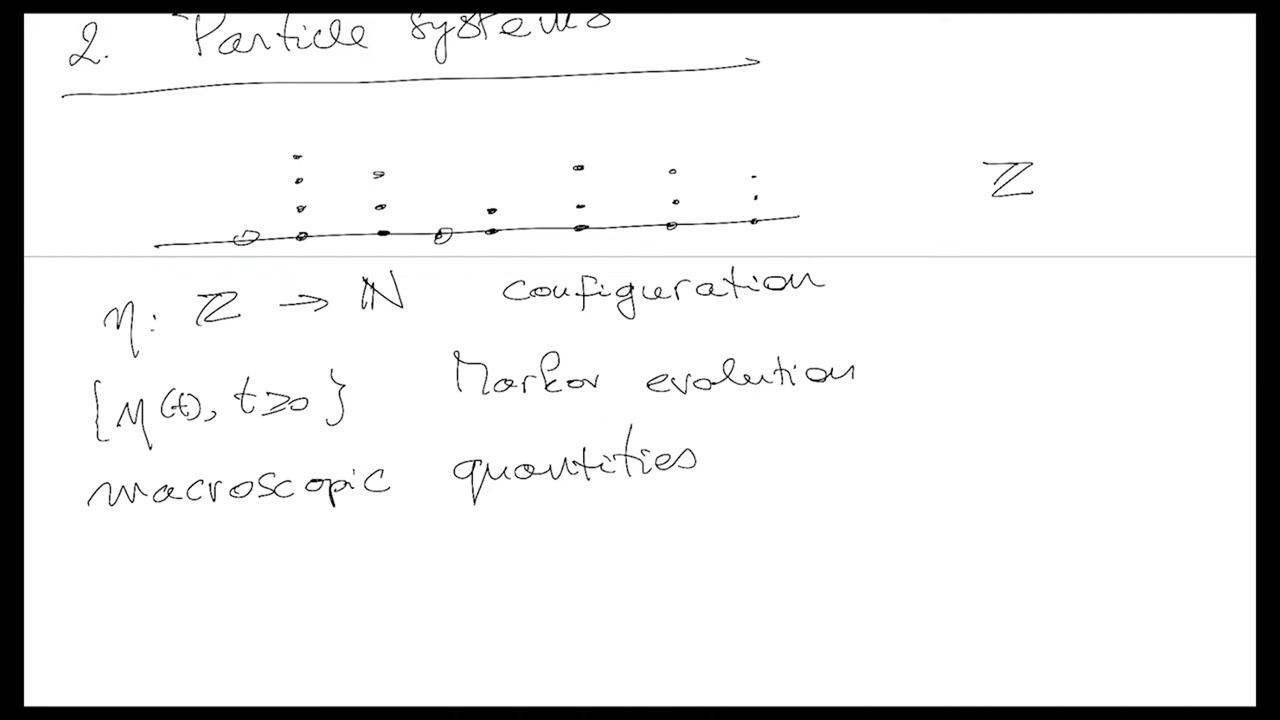 2. Particle systems
ℤ
η: ℤ → ℕ configuration
{η(t), t≥0} Markov evolution
macroscopic quantities